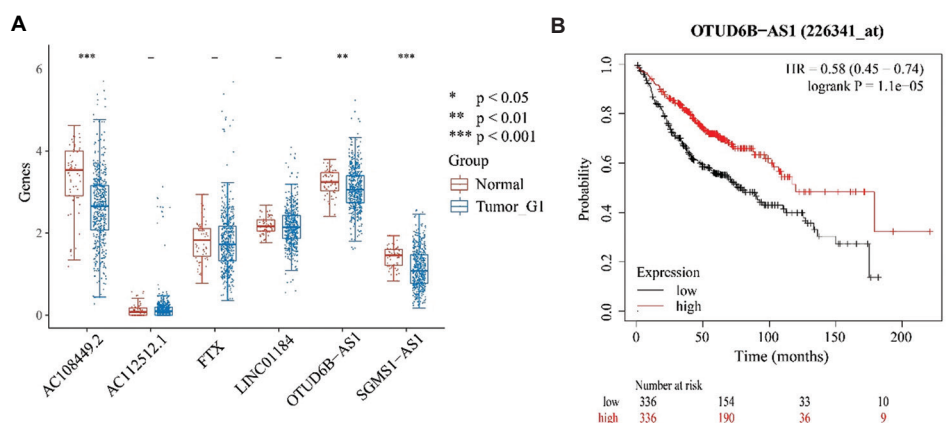 A
*** – – – ** ***
6
4
2
0
Genes
AC108449.2
AC112512.1
FTX
LINC01184
OTUD6B−AS1
SGMS1−AS1
* p < 0.05
** p < 0.01
*** p < 0.001
Group
Normal
Tumor_G1
B
OTUD6B−AS1 (226341_at)
HR = 0.58 (0.45 − 0.74)
logrank P = 1.1e−05
1.0
0.8
0.6
0.4
0.2
0.0
Probability
Expression
low
high
0 50 100 150 200
Time (months)
Number at risk
low 336 154 33 10
high 336 190 36 9